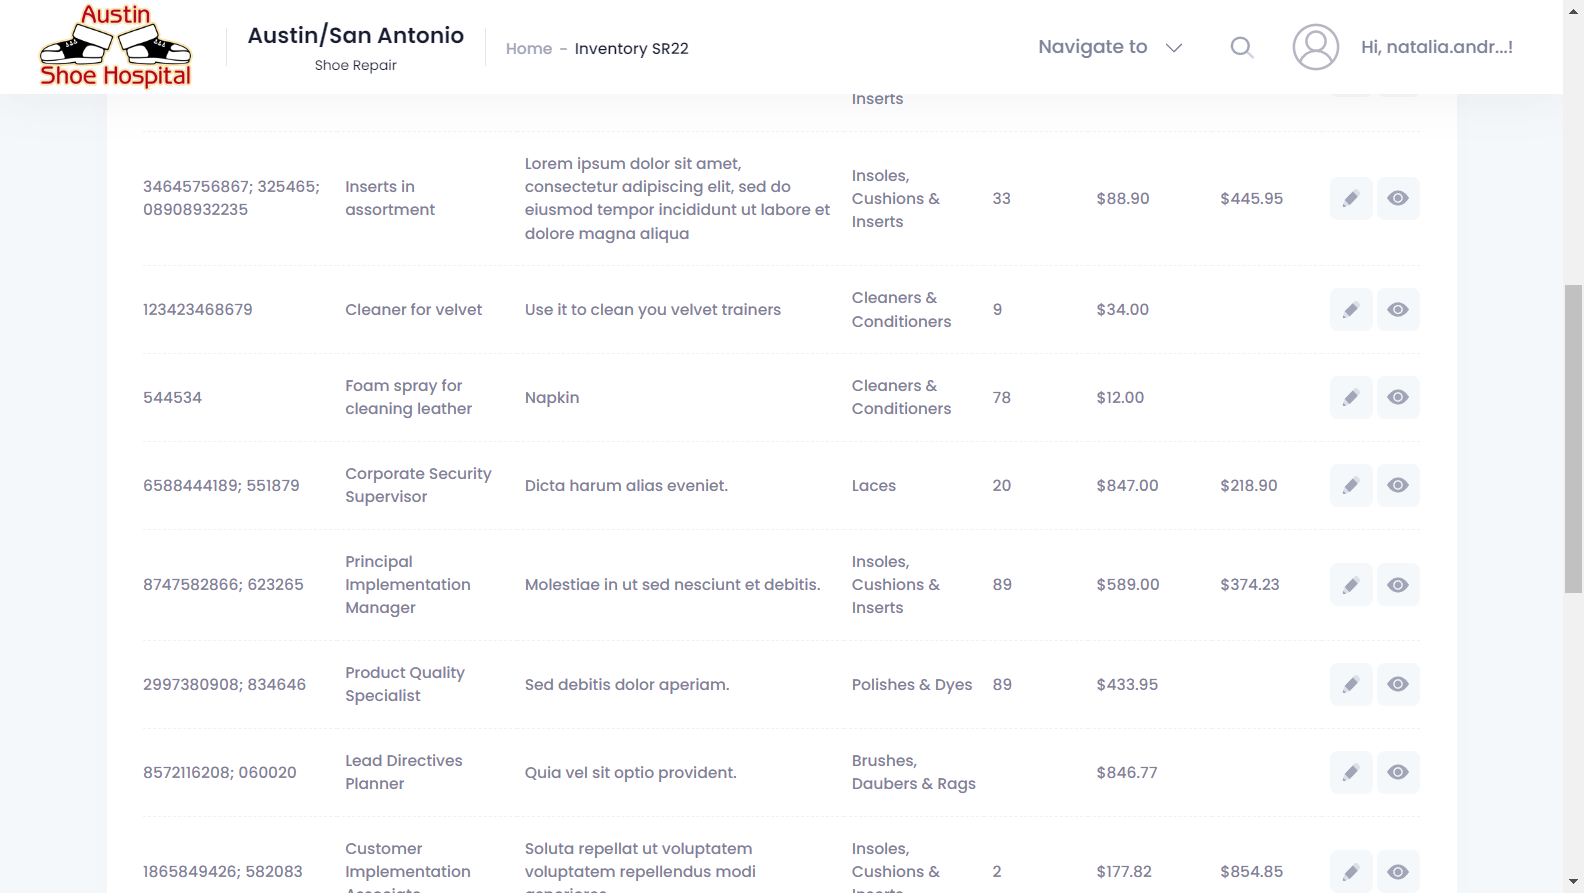 Austin
Shoe Hospital
Austin/San Antonio
Shoe Repair
Home - Inventory SR22
Navigate to
Hi, natalia.andr...!
Inserts
34645756867; 325465;
08908932235
Inserts in
assortment
Lorem ipsum dolor sit amet,
consectetur adipiscing elit, sed do
eiusmod tempor incididunt ut labore et
dolore magna aliqua
Insoles,
Cushions &
Inserts
33
$88.90
$445.95
123423468679
Cleaner for velvet
Use it to clean you velvet trainers
Cleaners &
Conditioners
9
$34.00
544534
Foam spray for
cleaning leather
Napkin
Cleaners &
Conditioners
78
$12.00
6588444189; 551879
Corporate Security
Supervisor
Dicta harum alias eveniet.
Laces
20
$847.00
$218.90
8747582866; 623265
Principal
Implementation
Manager
Molestiae in ut sed nesciunt et debitis.
Insoles,
Cushions &
Inserts
89
$589.00
$374.23
2997380908; 834646
Product Quality
Specialist
Sed debitis dolor aperiam.
Polishes & Dyes
89
$433.95
8572116208; 060020
Lead Directives
Planner
Quia vel sit optio provident.
Brushes,
Daubers & Rags
$846.77
1865849426; 582083
Customer
Implementation
Soluta repellat ut voluptatem
voluptatem repellendus modi
Insoles,
Cushions &
Inserts
2
$177.82
$854.85